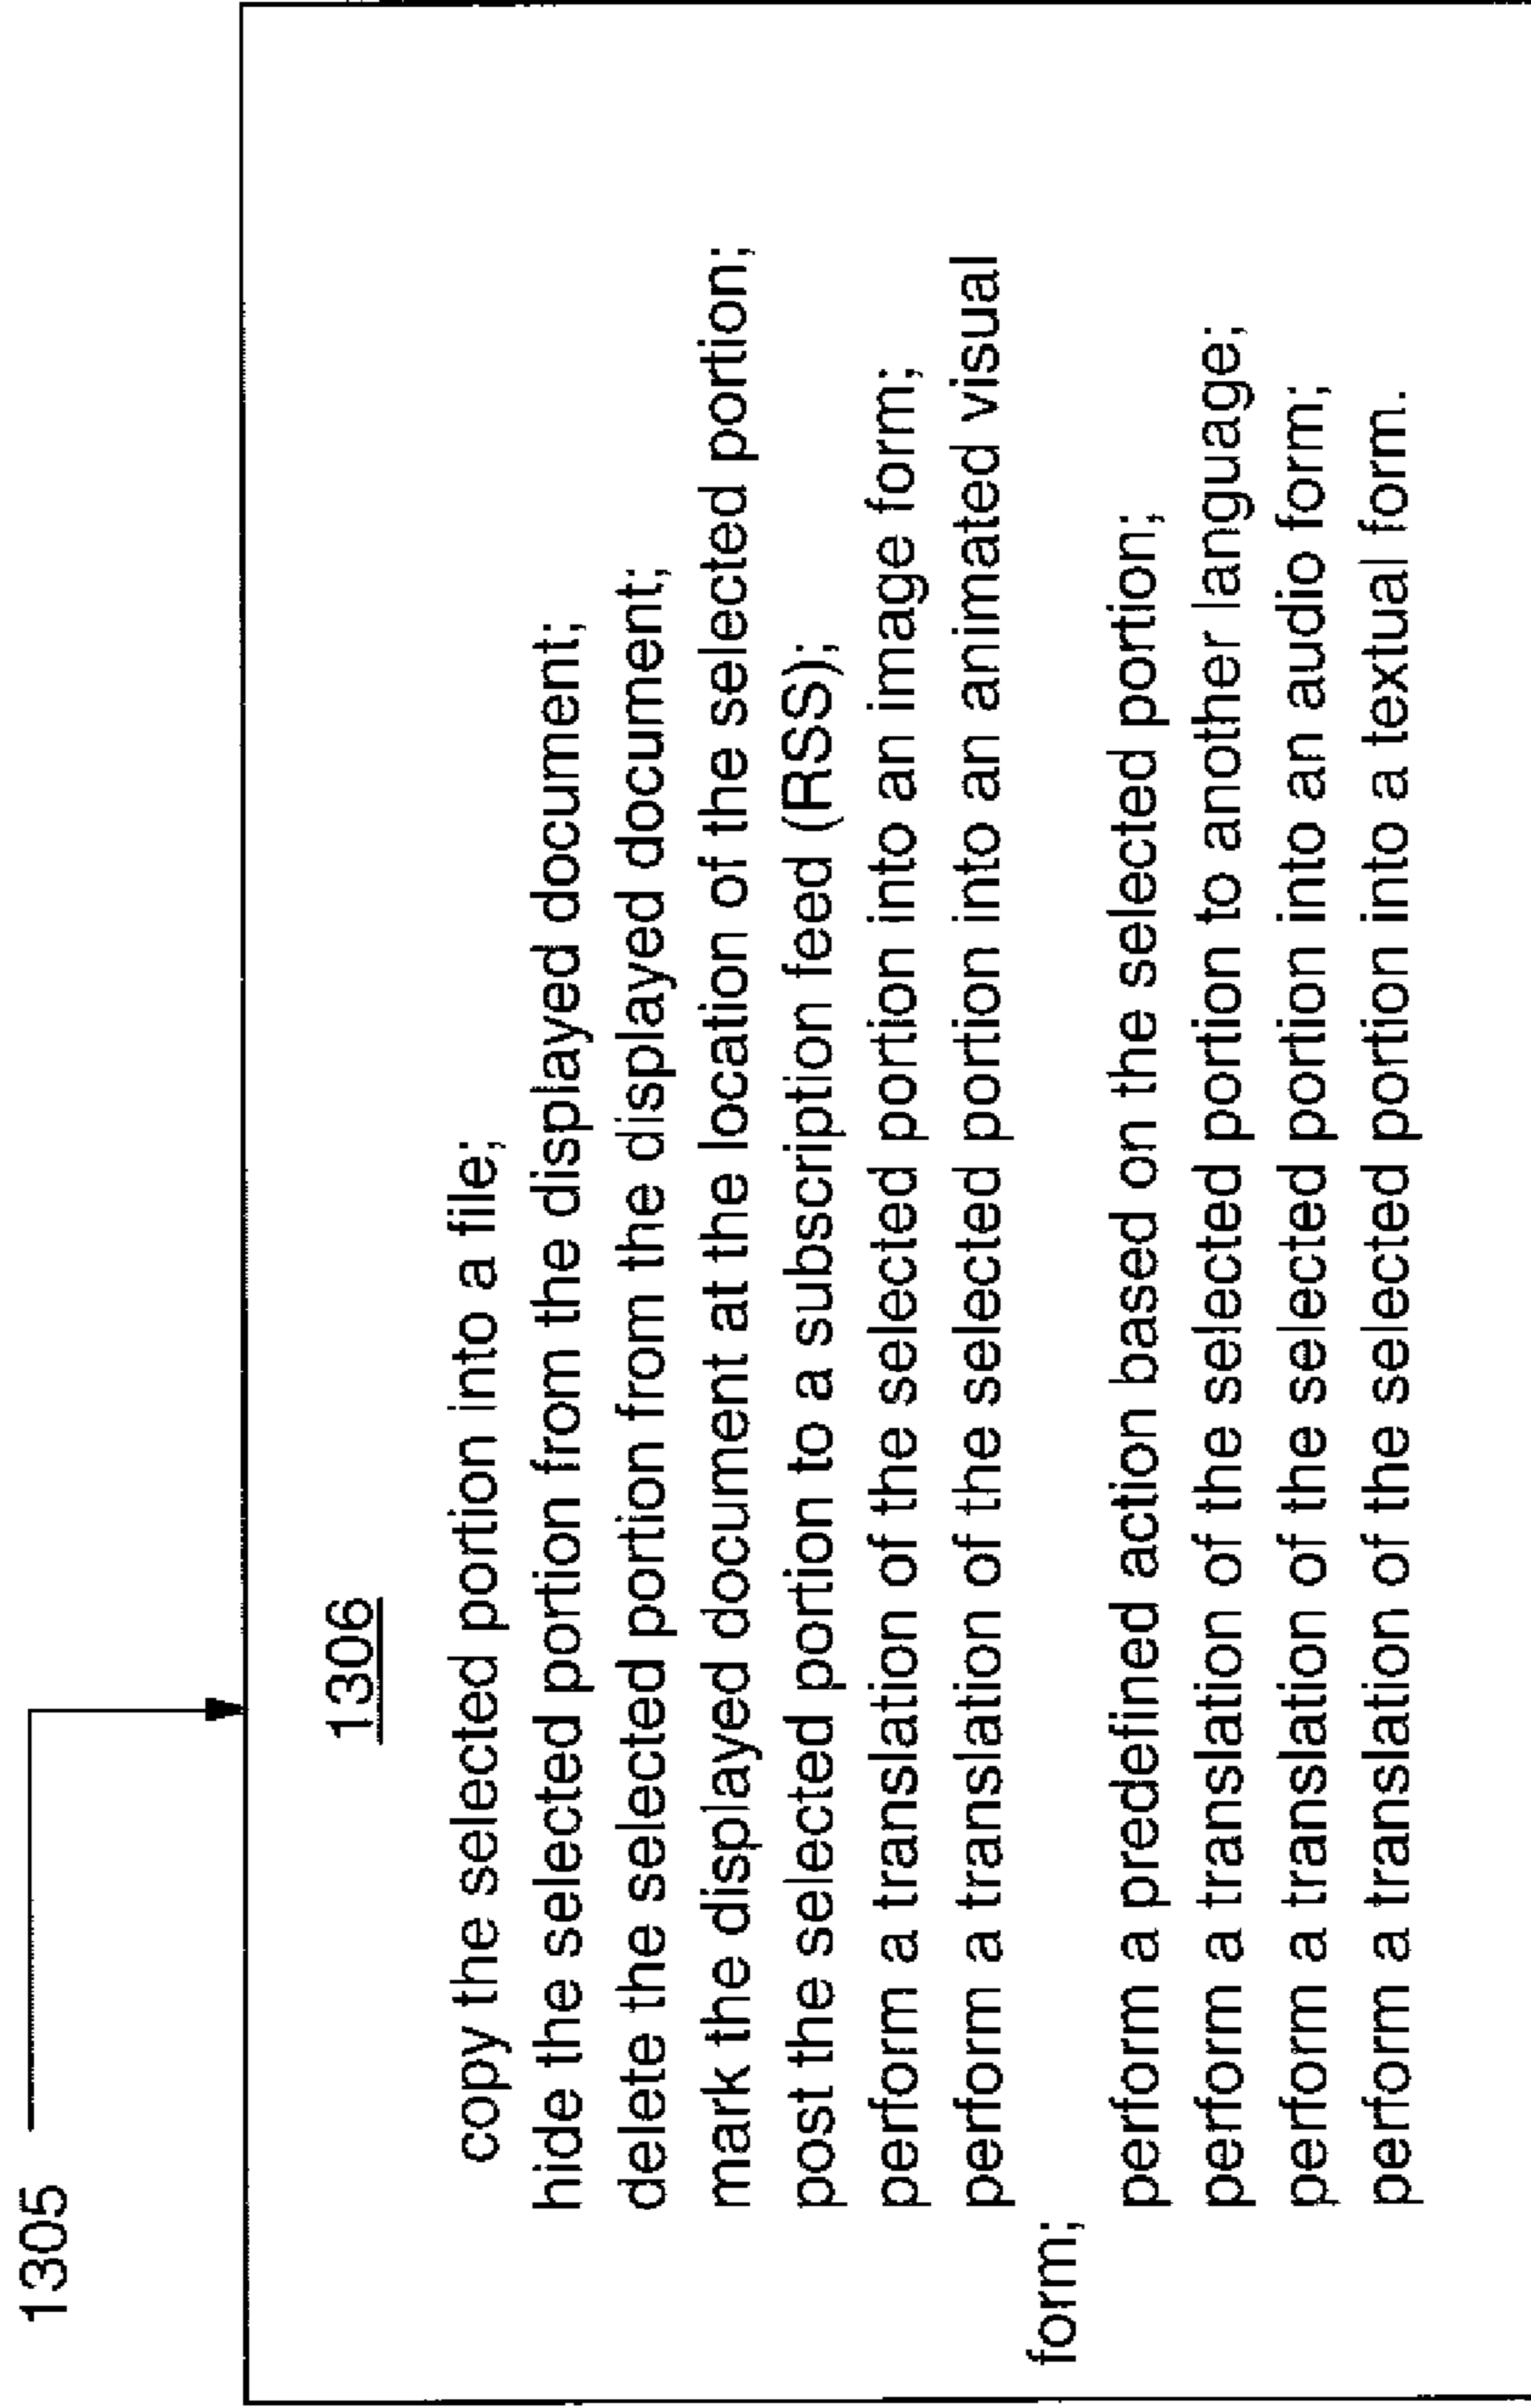 1305
1306
copy the selected portion into a file;
hide the selected portion from the displayed document;
delete the selected portion from the displayed document;
mark the displayed document at the location of the selected portion;
post the selected portion to a subscription feed (RSS);
perform a translation of the selected portion into an image form;
perform a translation of the selected portion into an animated visual
form;
perform a predefined action based on the selected portion;
perform a translation of the selected portion to another language;
perform a translation of the selected portion into an audio form;
perform a translation of the selected portion into a textual form.